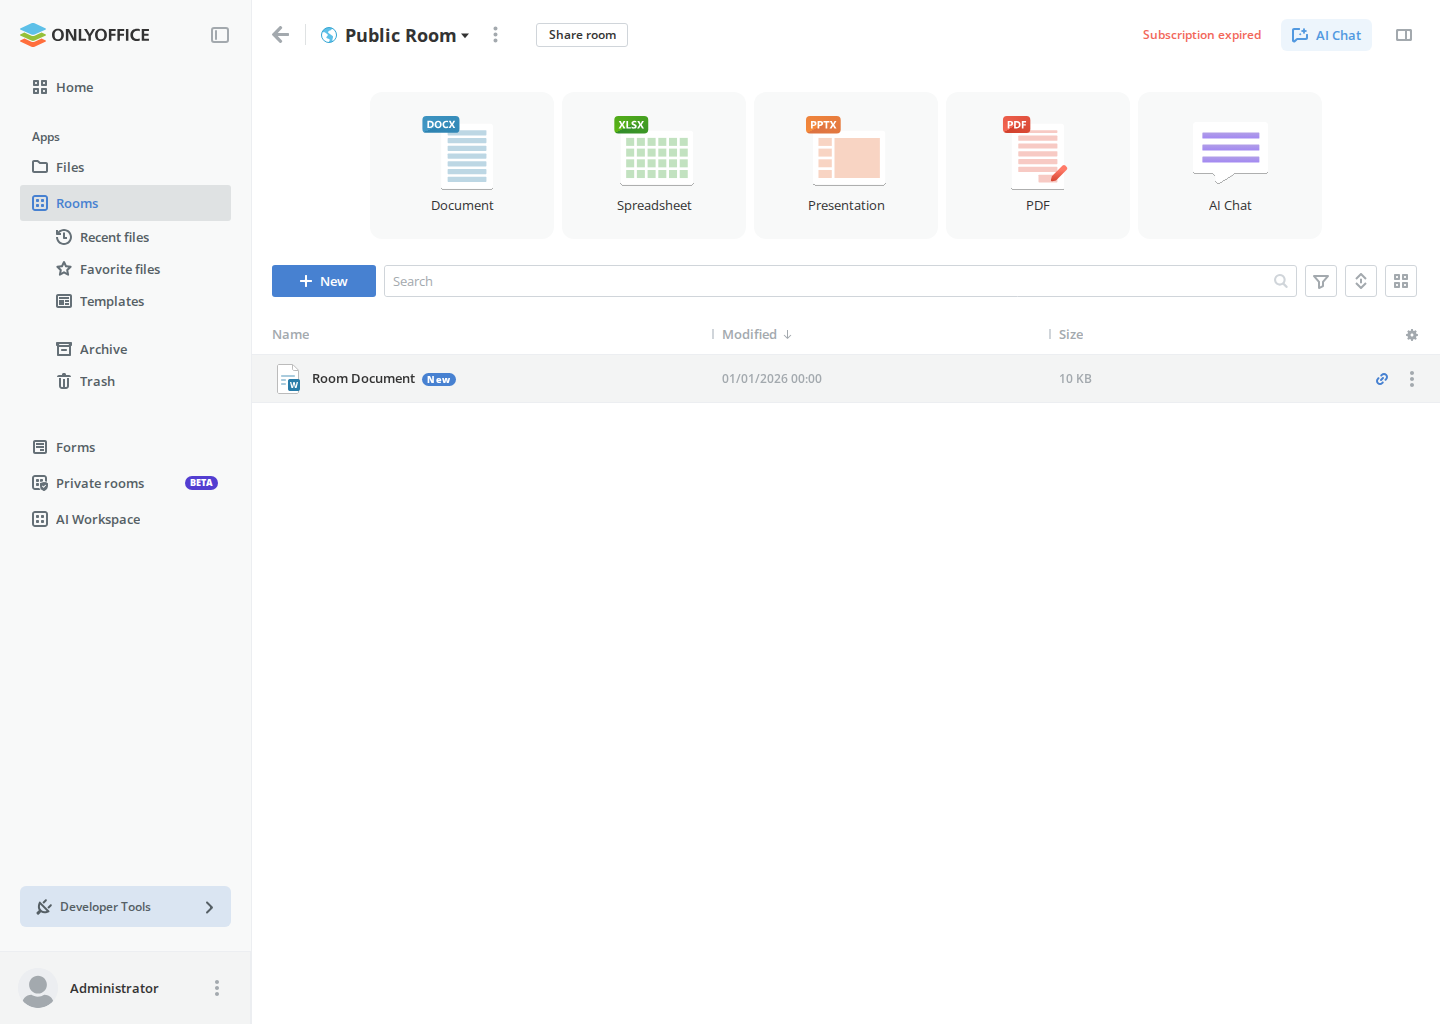 ONLYOFFICE
Home
Apps
Files
Rooms
Recent files
Favorite files
Templates
Archive
Trash
Forms
Private rooms BETA
AI Workspace
Developer Tools
Administrator
Public Room
Share room
Subscription expired
AI Chat
DOCX
Document
XLSX
Spreadsheet
PPTX
Presentation
PDF
PDF
AI Chat
New
Search
Name Modified Size
W
Room Document New 01/01/2026 00:00 10 KB